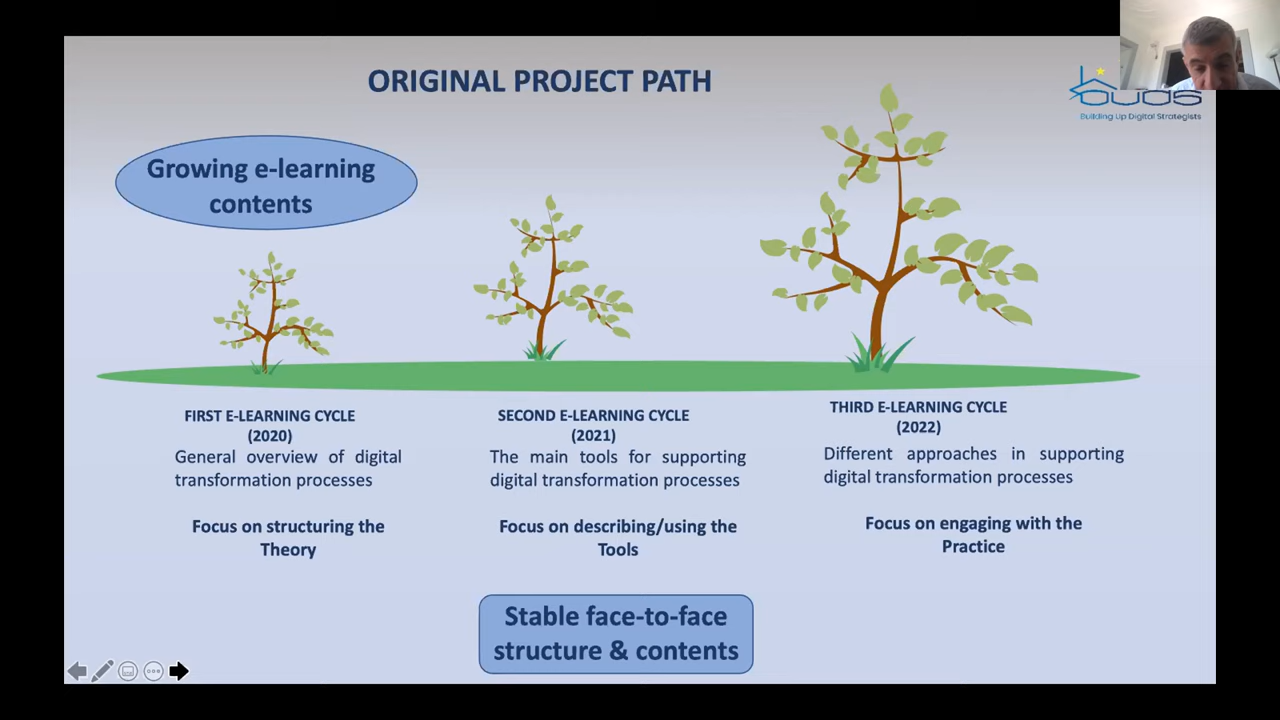 ORIGINAL PROJECT PATH
buds
Building Up Digital Strategists
Growing e-learning
contents
FIRST E-LEARNING CYCLE
(2020)
General overview of digital
transformation processes
Focus on structuring the
Theory
SECOND E-LEARNING CYCLE
(2021)
The main tools for supporting
digital transformation processes
Focus on describing/using the
Tools
THIRD E-LEARNING CYCLE
(2022)
Different approaches in supporting
digital transformation processes
Focus on engaging with the
Practice
Stable face-to-face
structure & contents